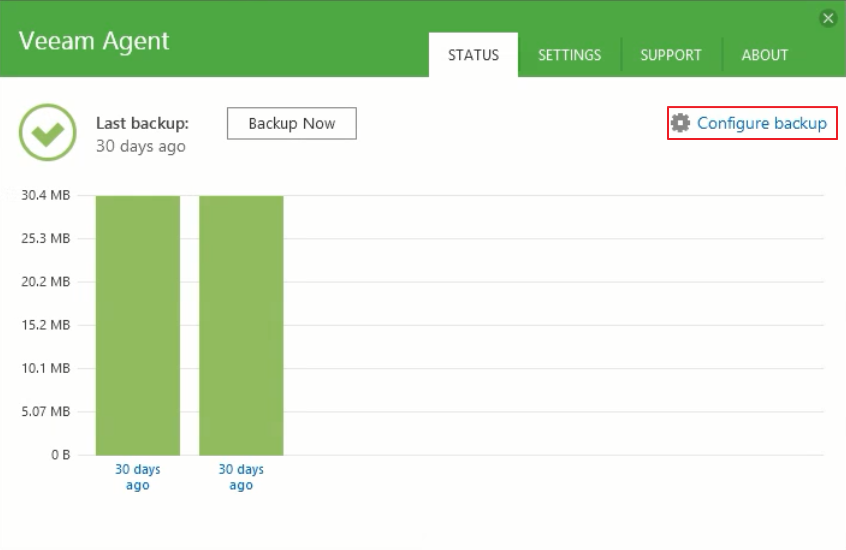 Veeam Agent
STATUS
SETTINGS
SUPPORT
ABOUT
Last backup:
30 days ago
Backup Now
Configure backup
30.4 MB
25.3 MB
20.2 MB
15.2 MB
10.1 MB
5.07 MB
0 B
30 days
ago
30 days
ago